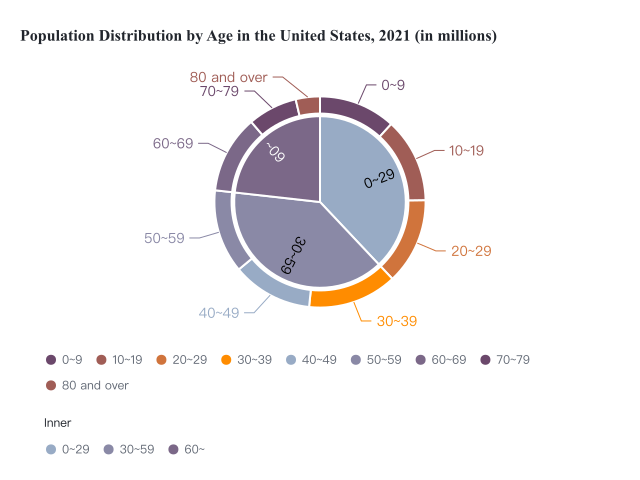 Population Distribution by Age in the United States, 2021 (in millions)
80 and over
70~79
0~9
60~69
10~19
60~
0~29
50~59
30~59
20~29
40~49
30~39
0~9 10~19 20~29 30~39 40~49 50~59 60~69 70~79
80 and over
Inner
0~29 30~59 60~